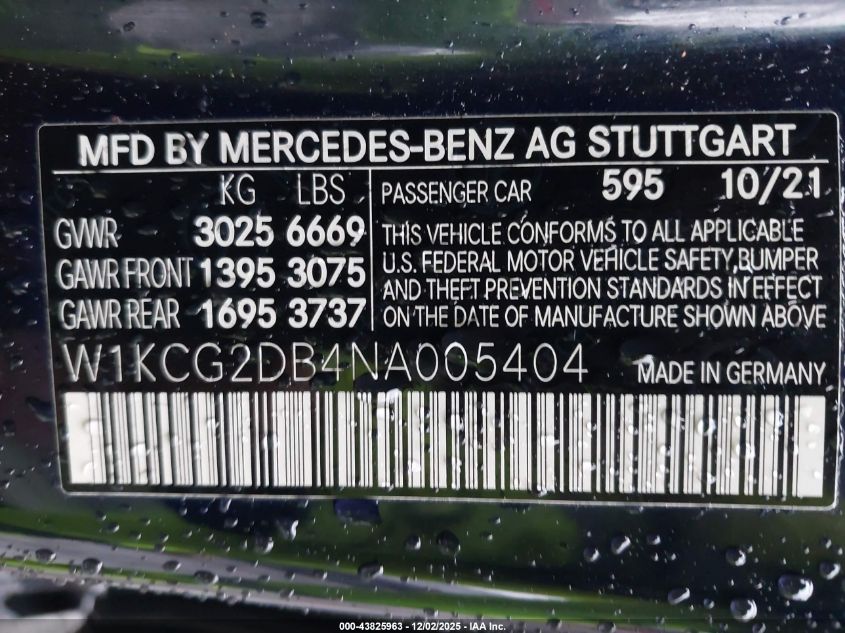 MFD BY MERCEDES-BENZ AG STUTTGART
KG LBS
GVWR 3025 6669
GAWR FRONT 1395 3075
GAWR REAR 1695 3737
PASSENGER CAR 595 10/21
THIS VEHICLE CONFORMS TO ALL APPLICABLE
U.S. FEDERAL MOTOR VEHICLE SAFETY, BUMPER
AND THEFT PREVENTION STANDARDS IN EFFECT
ON THE DATE OF MANUFACTURE SHOWN ABOVE
W1KCG2DB4NA005404 MADE IN GERMANY
000-43825963 - 12/02/2025 - IAA Inc.